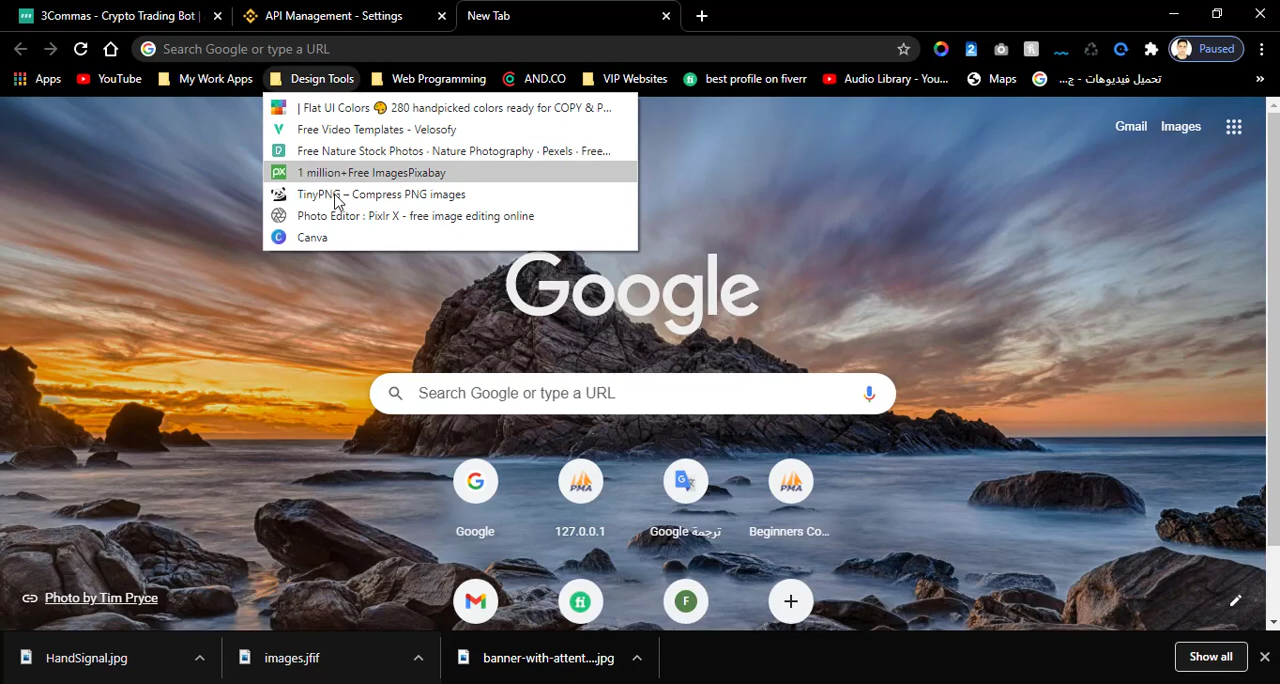 3Commas - Crypto Trading Bot |
API Management - Settings
New Tab
Search Google or type a URL
2
Paused
Apps
YouTube
My Work Apps
Design Tools
Web Programming
AND.CO
VIP Websites
best profile on fiverr
Audio Library - You...
Maps
تحميل فيديوهات - ج...
»
| Flat UI Colors 🎨 280 handpicked colors ready for COPY & P...
Free Video Templates - Velosofy
Free Nature Stock Photos · Nature Photography · Pexels · Free...
1 million+Free ImagesPixabay
TinyPNG – Compress PNG images
Photo Editor : Pixlr X - free image editing online
Canva
Gmail
Images
Google
Search Google or type a URL
Google
127.0.0.1
ترجمة Google
Beginners Co...
Photo by Tim Pryce
HandSignal.jpg
images.jfif
banner-with-attent....jpg
Show all